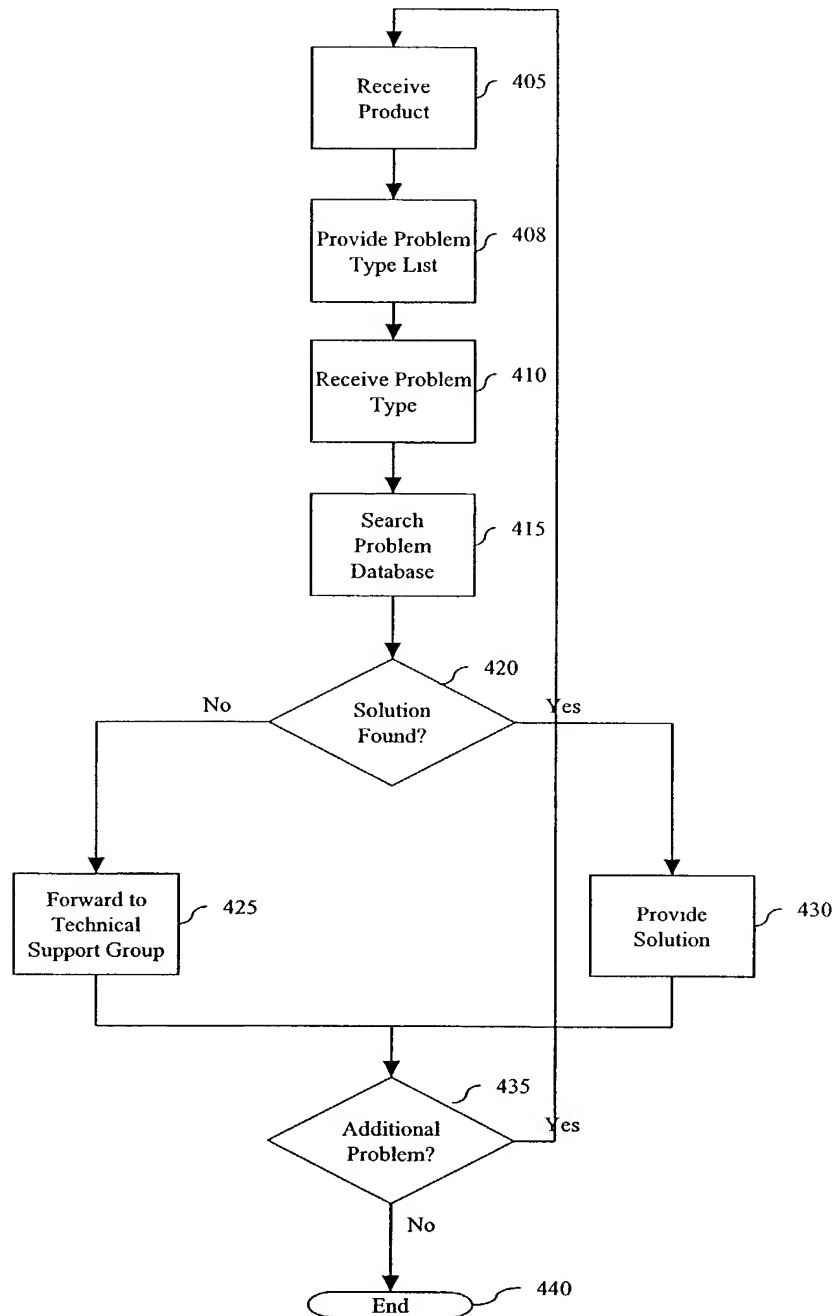 Receive
Product
405
Provide Problem
Type List
408
Receive Problem
Type
410
Search
Problem
Database
415
420
No
Solution
Found?
Yes
Forward to
Technical
Support Group
425
Provide
Solution
430
435
Additional
Problem?
Yes
No
End
440